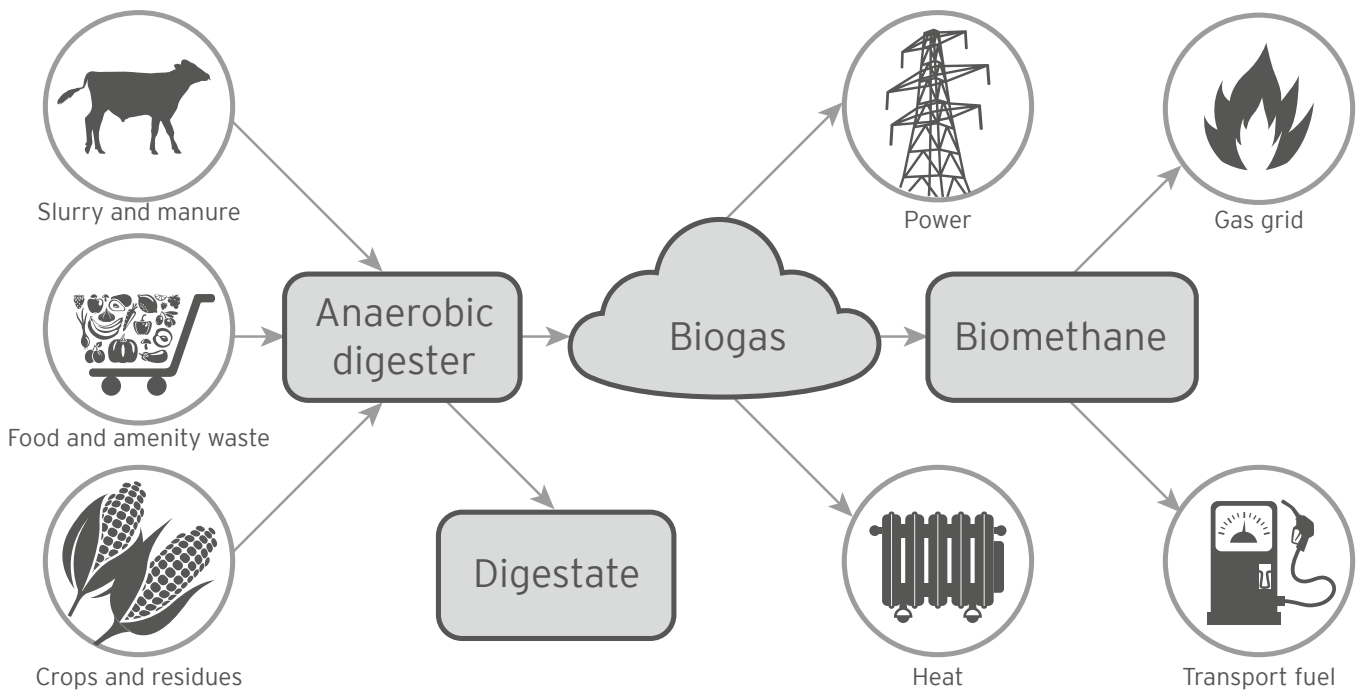 Slurry and manure
Food and amenity waste
Crops and residues
Anaerobic
digester
Digestate
Biogas
Power
Heat
Biomethane
Gas grid
Transport fuel